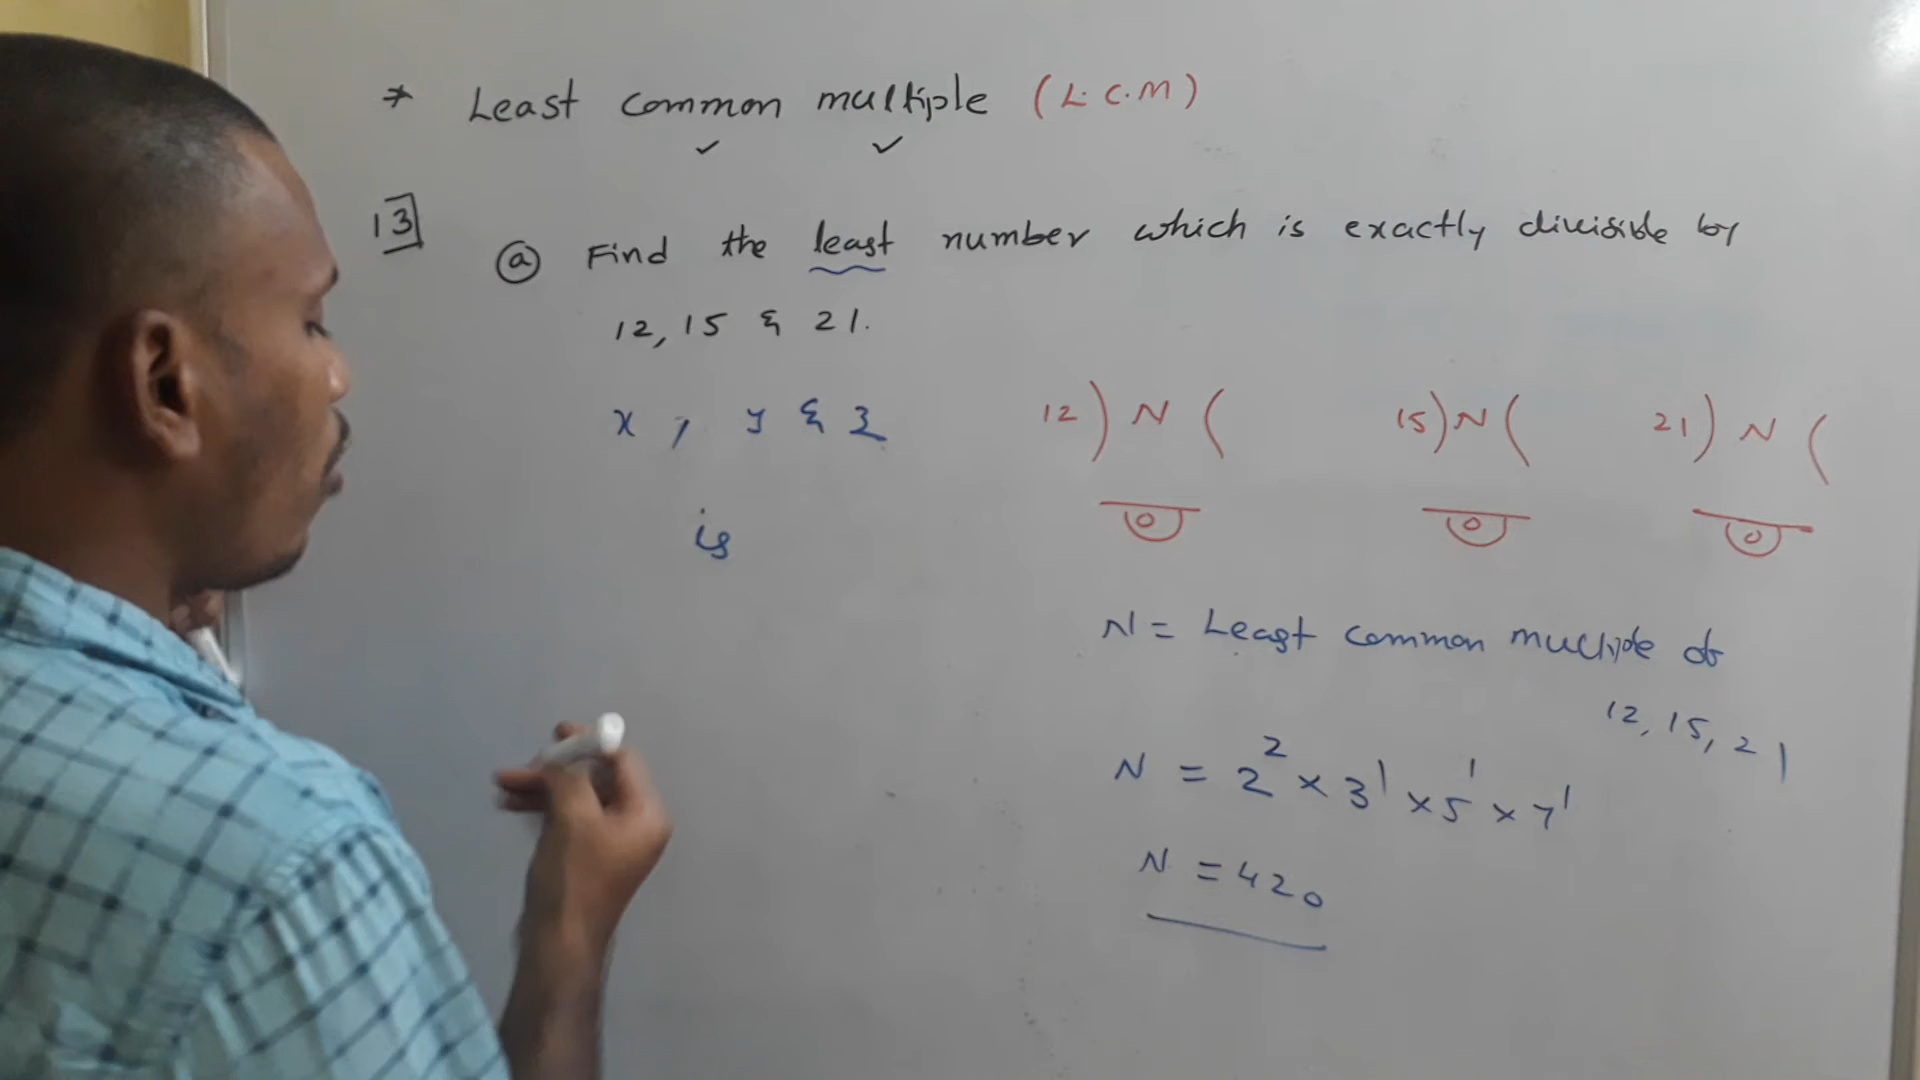 * Least common multiple (L.C.M)
13
ⓐ Find the least number which is exactly divisible by
12, 15 & 21.
x, y & z
is
12) N (
0
15) N (
0
21) N (
0
N = Least common multiple of
12, 15, 21
N = 2² × 3¹ × 5¹ × 7¹
N = 420